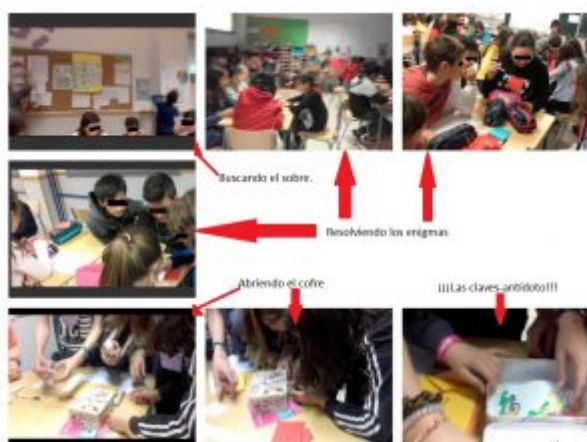 Buscando el sobre.
Resolviendo los enigmas
Abriendo el cofre
¡¡¡Las claves antídoto!!!